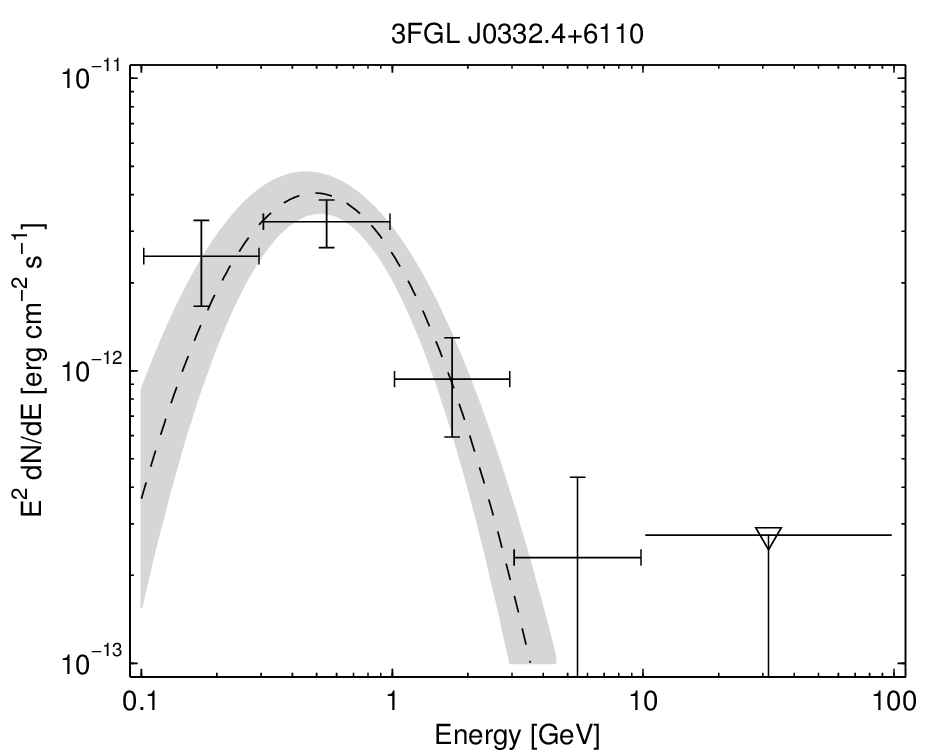 3FGL J0332.4+6110
10⁻¹¹
10⁻¹²
10⁻¹³
E² dN/dE [erg cm⁻² s⁻¹]
0.1 1 10 100
Energy [GeV]